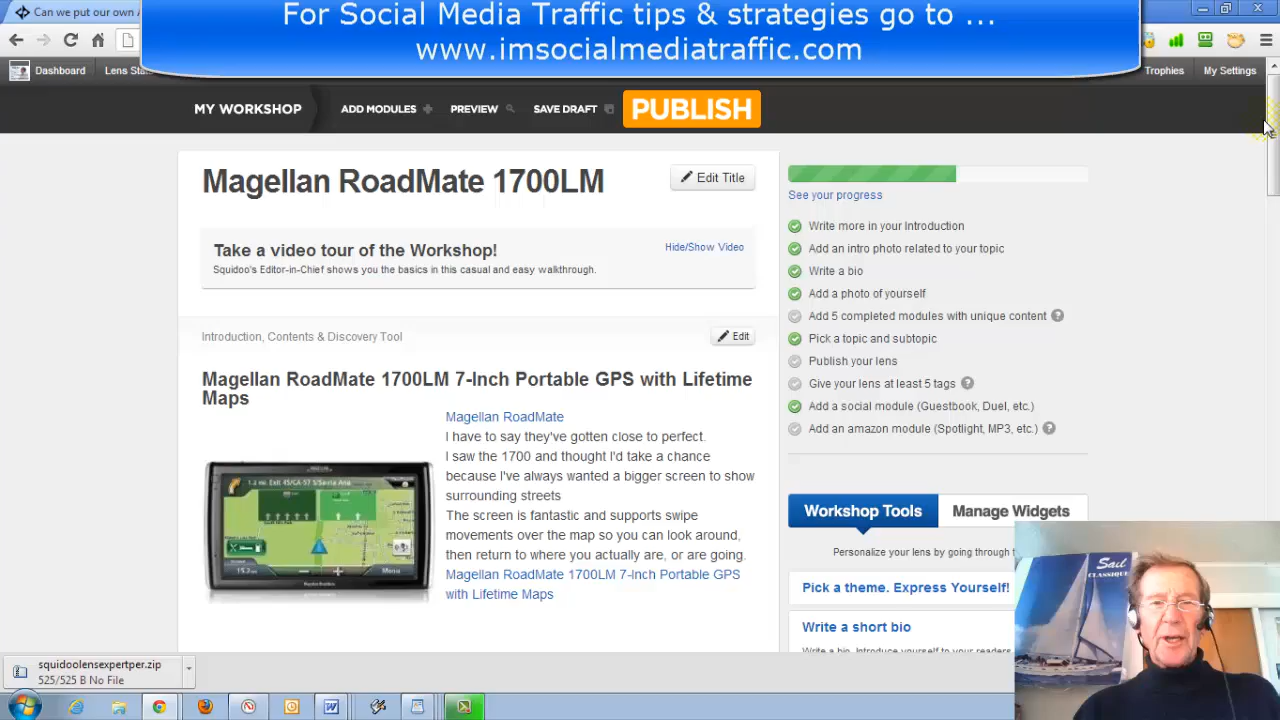 Can we put our own A
For Social Media Traffic tips & strategies go to ...
www.imsocialmediatraffic.com
Dashboard
Lens Sta
Trophies
My Settings
MY WORKSHOP
ADD MODULES
PREVIEW
SAVE DRAFT
PUBLISH
Magellan RoadMate 1700LM
Edit Title
Take a video tour of the Workshop!
Hide/Show Video
Squidoo's Editor-in-Chief shows you the basics in this casual and easy walkthrough.
Introduction, Contents & Discovery Tool
Edit
Magellan RoadMate 1700LM 7-Inch Portable GPS with Lifetime
Maps
Magellan RoadMate
I have to say they've gotten close to perfect.
I saw the 1700 and thought I'd take a chance
because I've always wanted a bigger screen to show
surrounding streets
The screen is fantastic and supports swipe
movements over the map so you can look around,
then return to where you actually are, or are going.
Magellan RoadMate 1700LM 7-Inch Portable GPS
with Lifetime Maps
See your progress
Write more in your Introduction
Add an intro photo related to your topic
Write a bio
Add a photo of yourself
Add 5 completed modules with unique content
Pick a topic and subtopic
Publish your lens
Give your lens at least 5 tags
Add a social module (Guestbook, Duel, etc.)
Add an amazon module (Spotlight, MP3, etc.)
Workshop Tools
Manage Widgets
Personalize your lens by going through
Pick a theme. Express Yourself!
Write a short bio
Write a bio. Introduce yourself to your readers
Sail
CLASSIQUE
squidoolensexpertper.zip
525/525 B No File